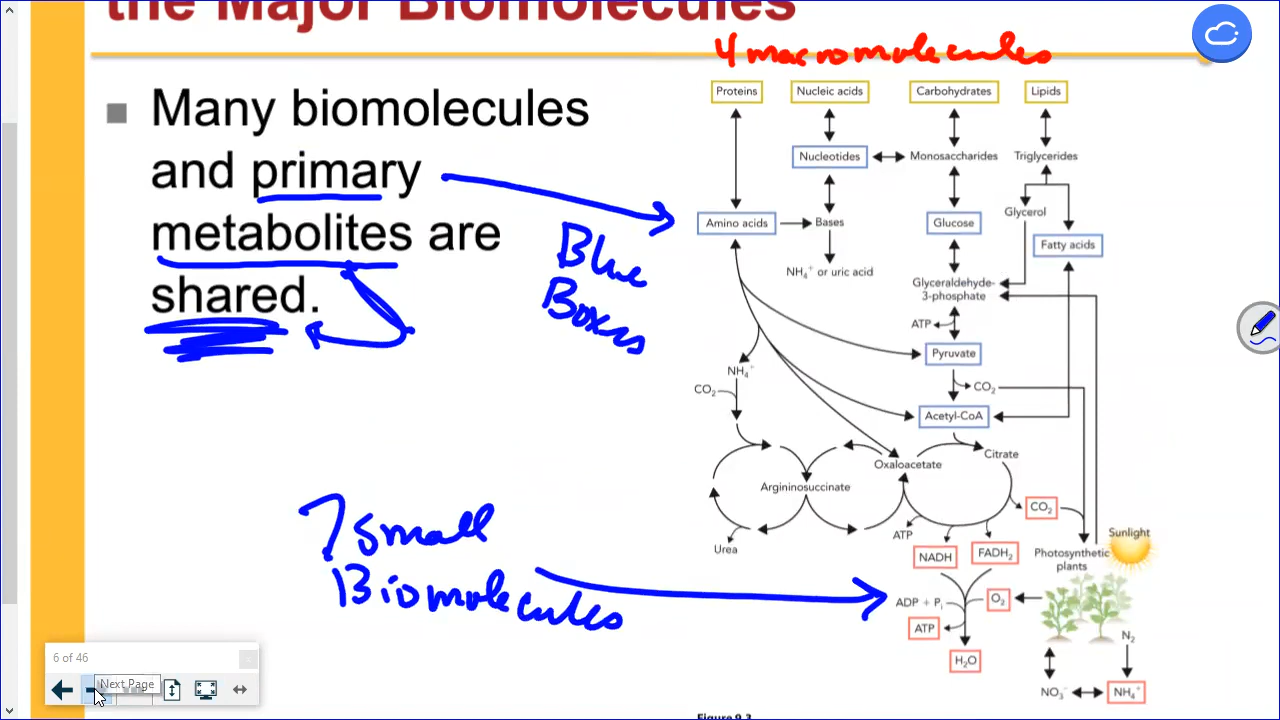 the Major Biomolecules
4 macromolecules
■ Many biomolecules
and primary
metabolites are
shared.
Blue
Boxes
7 small
Biomolecules
Proteins
Nucleic acids
Carbohydrates
Lipids
Nucleotides
Monosaccharides
Triglycerides
Amino acids
Bases
Glucose
Glycerol
Fatty acids
NH₄⁺ or uric acid
Glyceraldehyde-
3-phosphate
ATP
Pyruvate
NH₄⁺
CO₂
CO₂
Acetyl-CoA
Oxaloacetate
Citrate
Argininosuccinate
CO₂
ATP
Urea
NADH
FADH₂
Photosynthetic
plants
Sunlight
ADP + Pᵢ
O₂
ATP
H₂O
N₂
NO₃⁻
NH₄⁺
Figure 9.3
6 of 46
Next Page